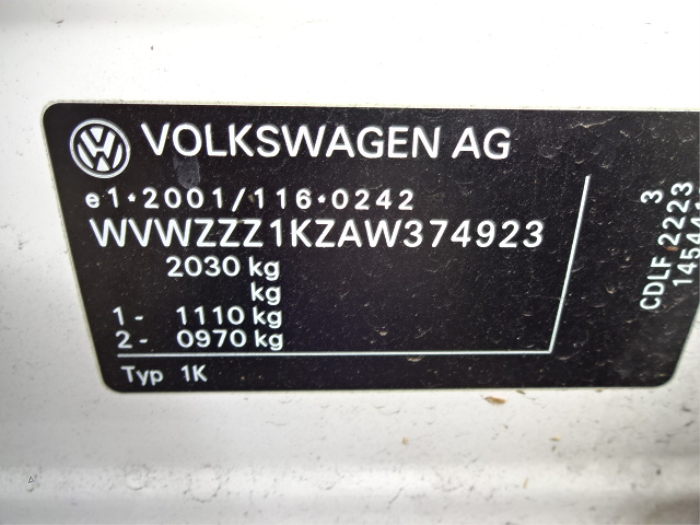 VOLKSWAGEN AG
e1*2001/116*0242
WVWZZZ1KZAW374923
2030 kg
kg
1- 1110 kg
2- 0970 kg
Typ 1K
3
CDLF 2223